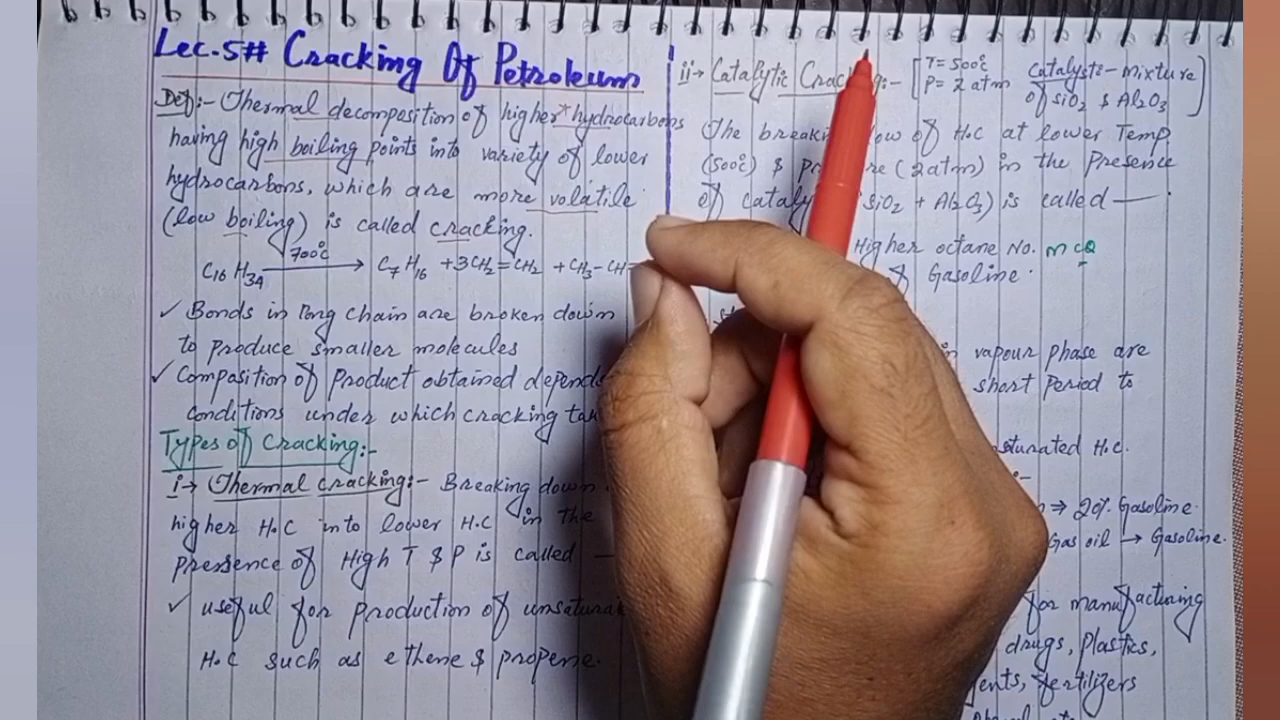 Lec.5# Cracking Of Petroleum
Def:- Thermal decomposition of higher* hydrocarbons
having high boiling points into variety of lower
hydrocarbons, which are more volatile
(low boiling) is called cracking.
C16 H34 700°C → C7 H16 + 3CH2=CH2 + CH3-CH=
✓ Bonds in long chain are broken down
to produce smaller molecules
✓ Composition of product obtained depends
conditions under which cracking
Types of cracking:-
i→ Thermal cracking:- Breaking down
higher H.C into lower H.C in the
presence of High T & P is called —
✓ useful for production of
H.C such as ethene & propene.
ii→ Catalytic :- [T=500°C Catalysts:- mixture
P= 2 atm of SiO2 & Al2O3]
The of H.C at lower Temp.
(500°C) & (2atm) in the presence
of SiO2 + Al2O3) is called — .
Higher octane No. mcQ
of Gasoline.
in vapour phase are
short period to
H.C.
⇒ 20% Gasoline.
Gas oil → Gasoline.
for manufacturing
drugs, plastics,
fertilizers